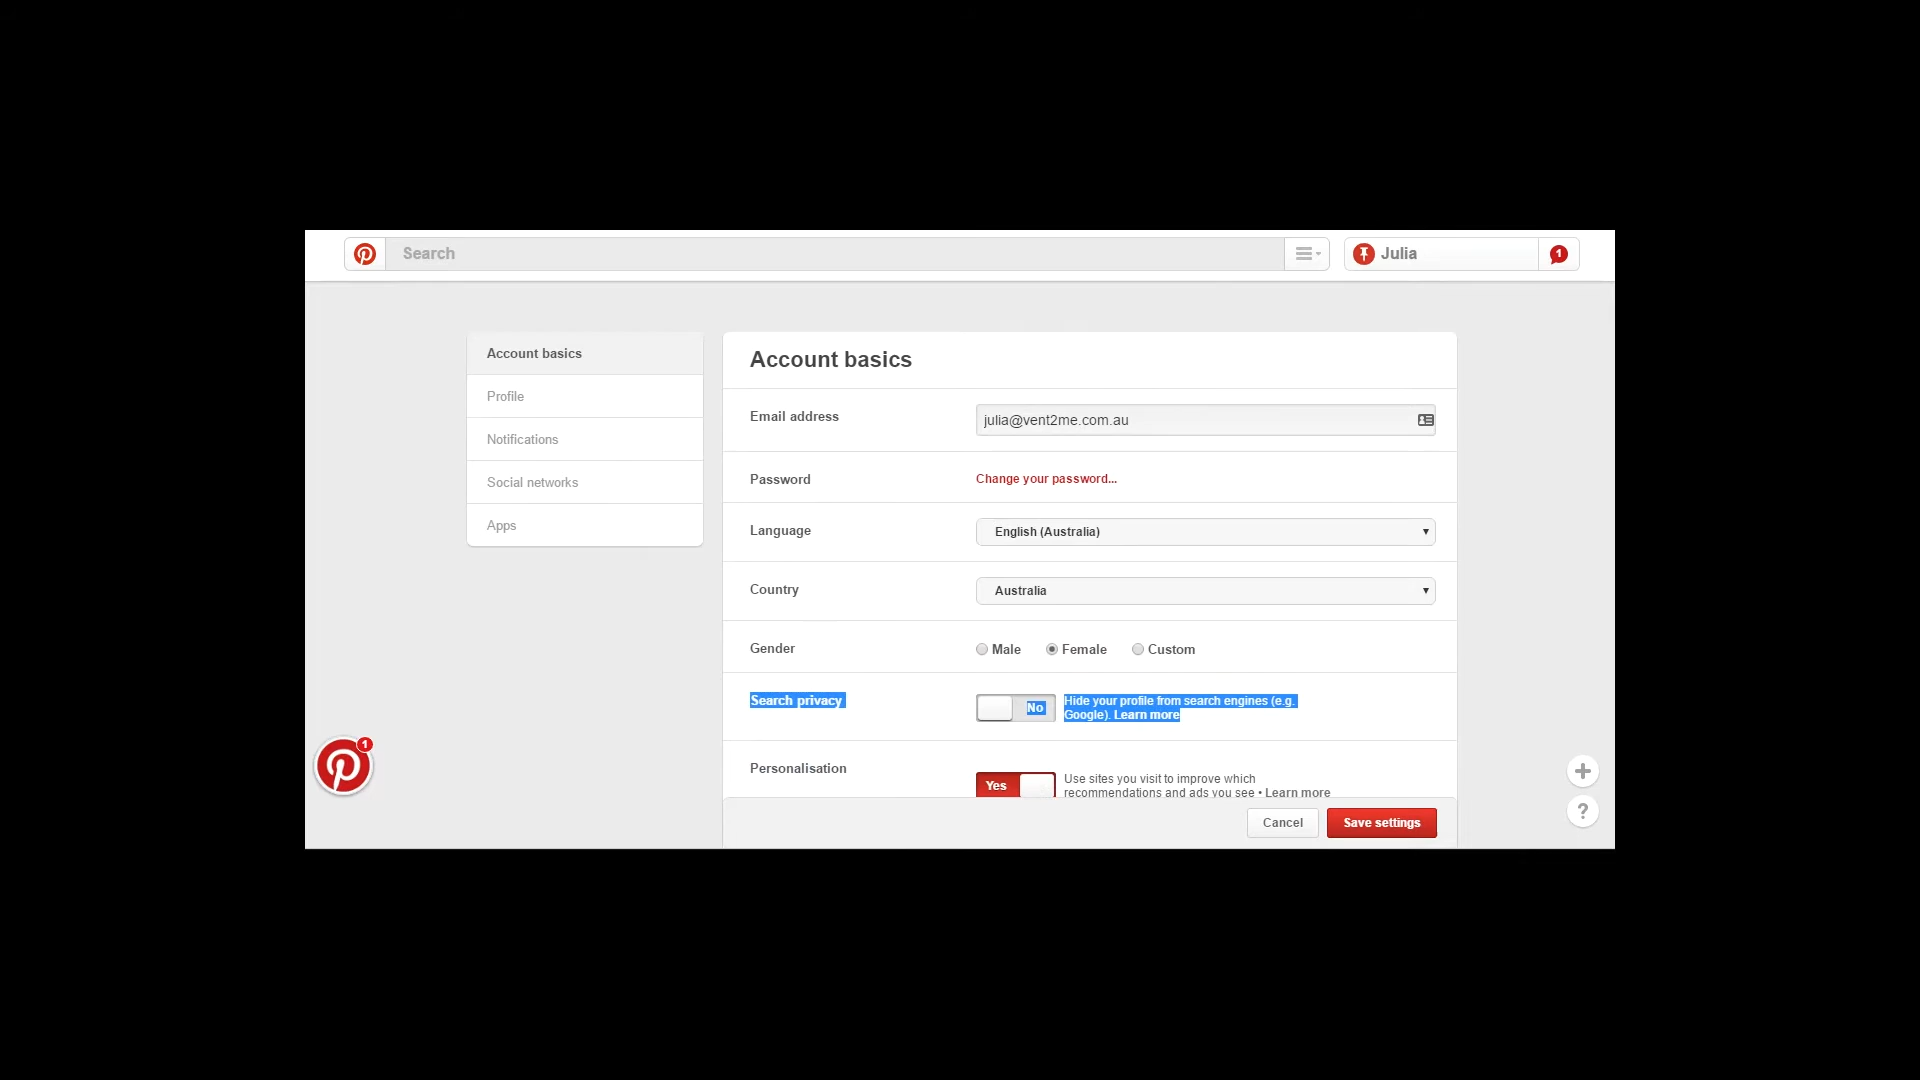 Search
Julia
1
Account basics
Profile
Notifications
Social networks
Apps
Account basics
Email address
julia@vent2me.com.au
Password
Change your password...
Language
English (Australia)
Country
Australia
Gender
Male
Female
Custom
Search privacy
No
Hide your profile from search engines (e.g.
Google). Learn more
Personalisation
Yes
Use sites you visit to improve which
recommendations and ads you see • Learn more
Cancel
Save settings
1
+
?